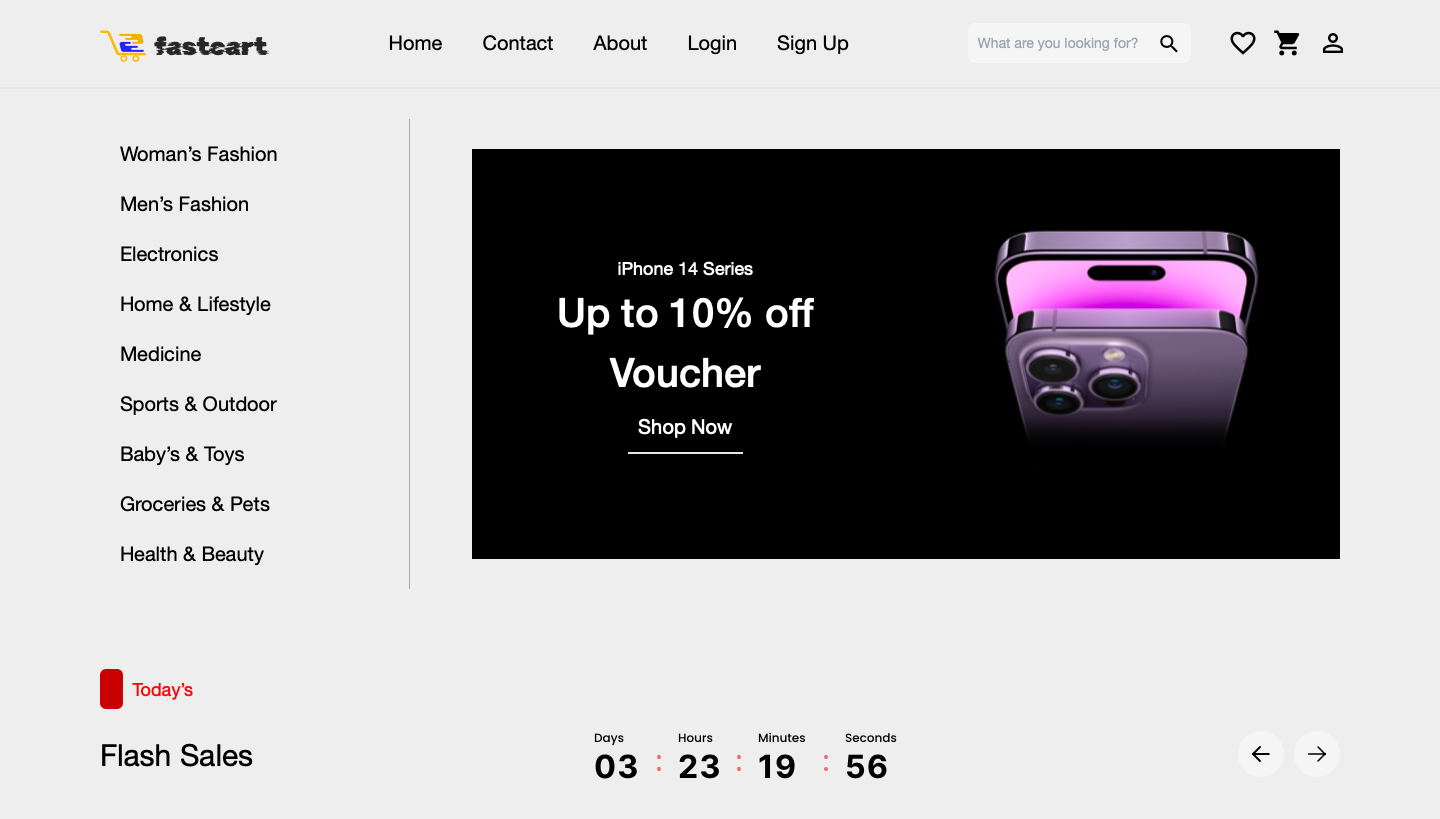 fastcart
Home Contact About Login Sign Up
What are you looking for?
Woman’s Fashion
Men’s Fashion
Electronics
Home & Lifestyle
Medicine
Sports & Outdoor
Baby’s & Toys
Groceries & Pets
Health & Beauty
iPhone 14 Series
Up to 10% off
Voucher
Shop Now
Today’s
Flash Sales
Days Hours Minutes Seconds
03 : 23 : 19 : 56